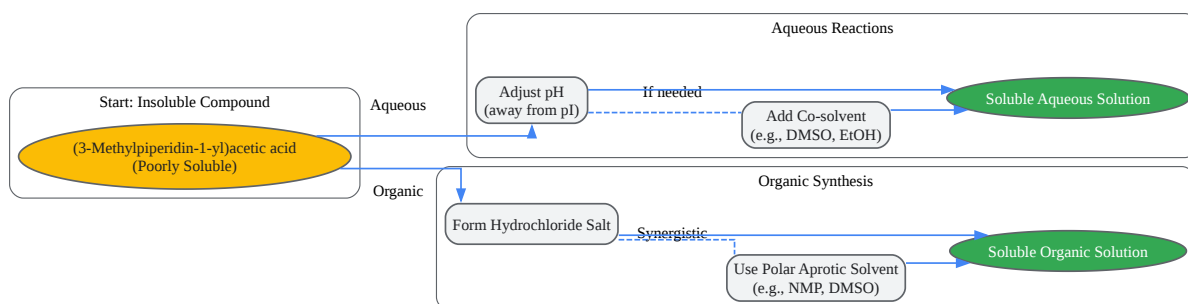 Aqueous Reactions
Start: Insoluble Compound
(3-Methylpiperidin-1-yl)acetic acid
(Poorly Soluble)
Aqueous
Adjust pH
(away from pI)
If needed
Add Co-solvent
(e.g., DMSO, EtOH)
Soluble Aqueous Solution
Organic
Organic Synthesis
Form Hydrochloride Salt
Synergistic
Use Polar Aprotic Solvent
(e.g., NMP, DMSO)
Soluble Organic Solution